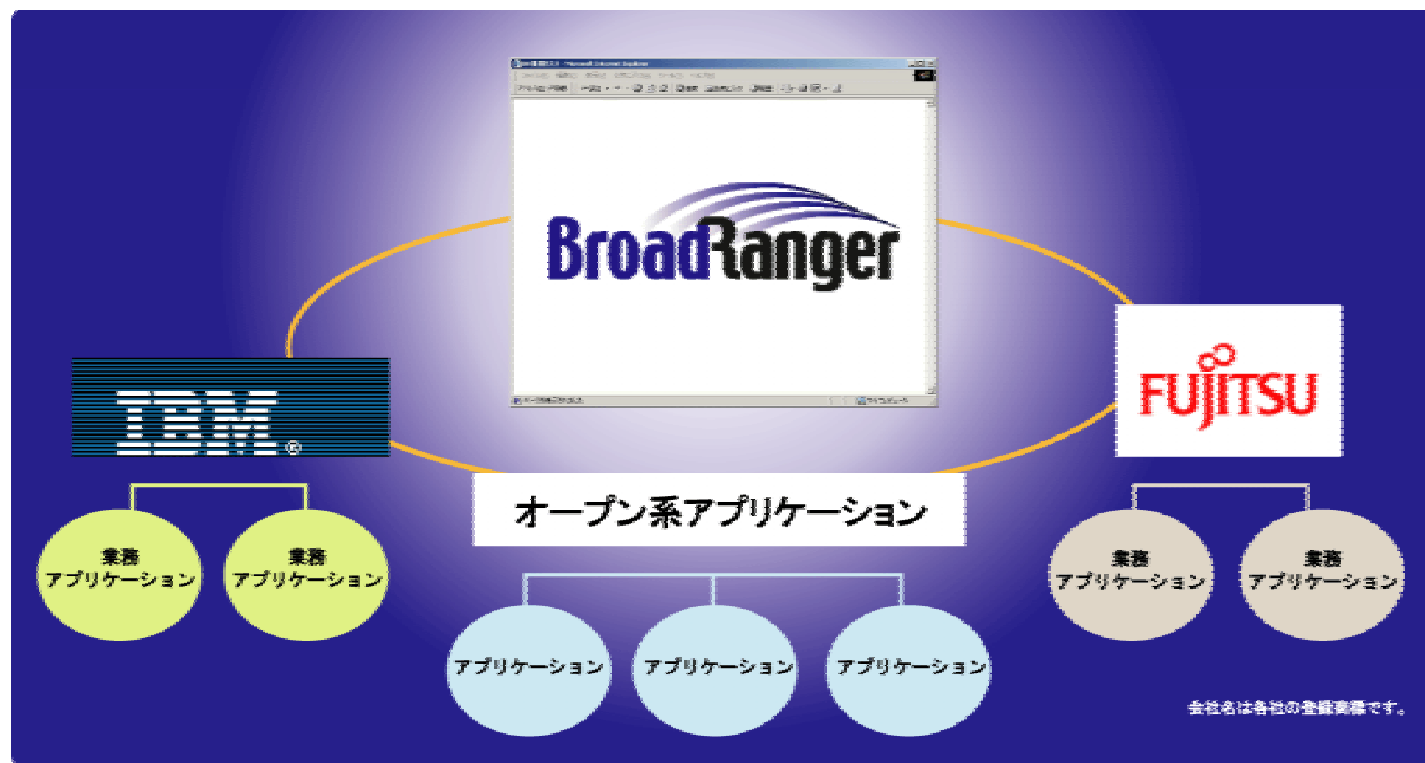 Microsoft Internet Explorer
BroadRanger
IBM®
FUJITSU
オープン系アプリケーション
業務
アプリケーション
業務
アプリケーション
業務
アプリケーション
業務
アプリケーション
アプリケーション
アプリケーション
アプリケーション
会社名は各社の登録商標です。